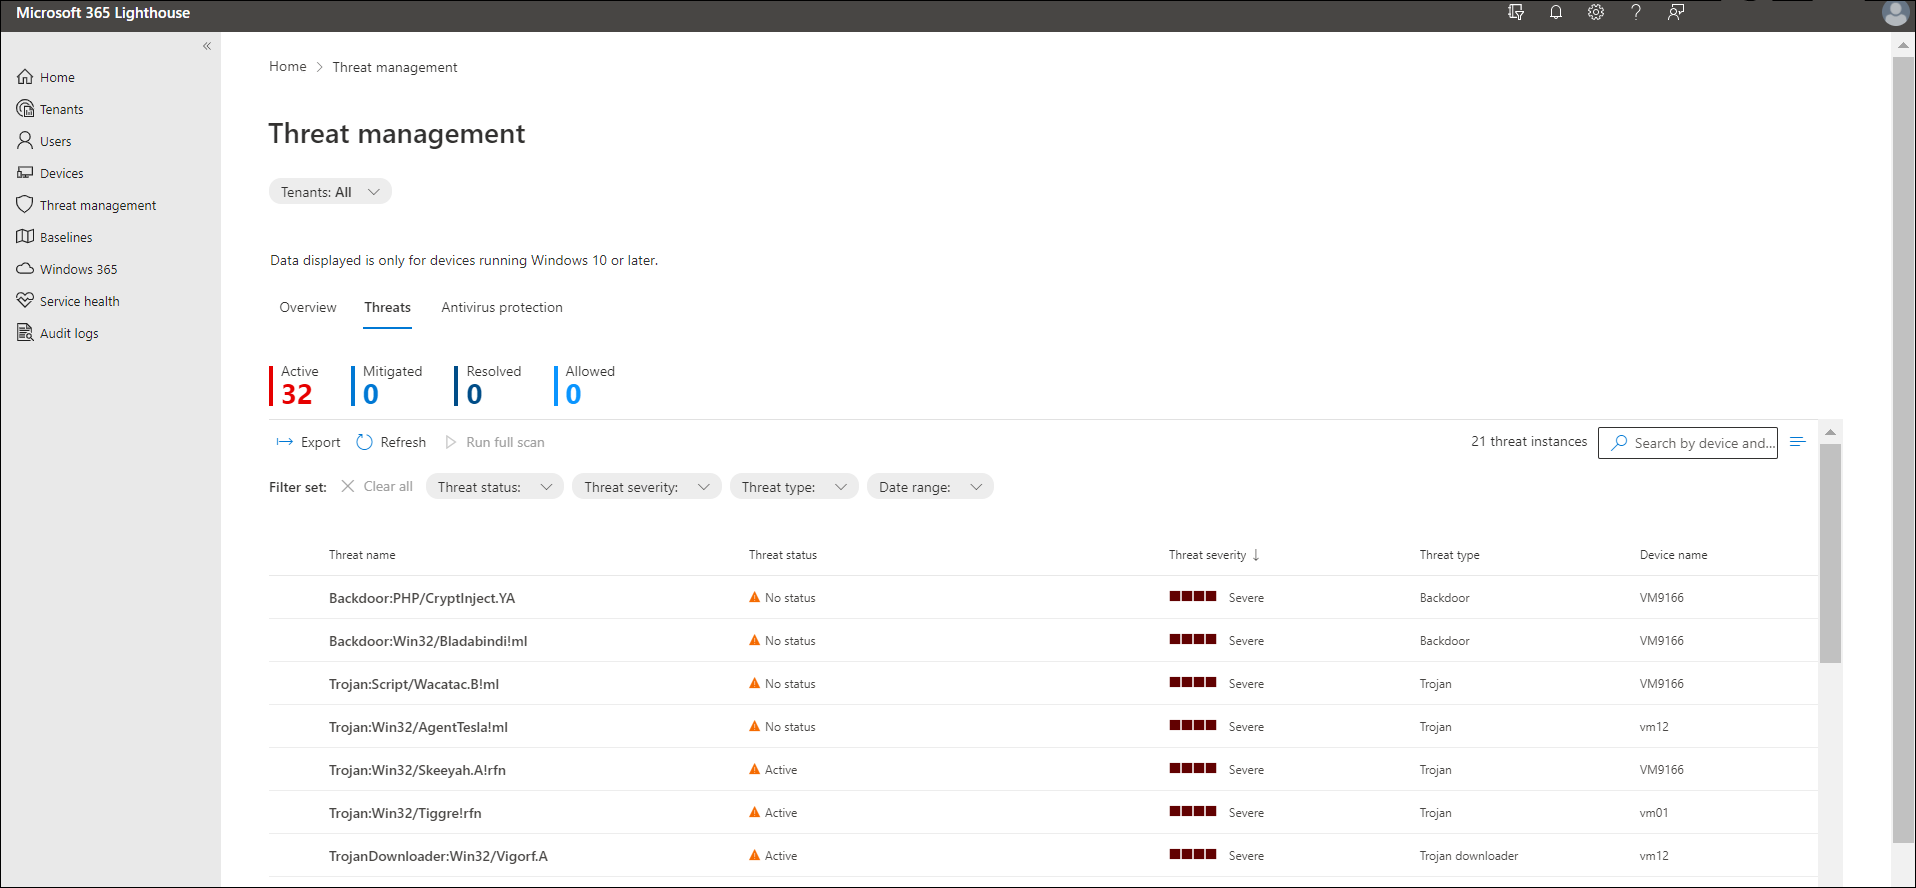 Microsoft 365 Lighthouse
Home
Tenants
Users
Devices
Threat management
Baselines
Windows 365
Service health
Audit logs
Home > Threat management
Threat management
Tenants: All
Data displayed is only for devices running Windows 10 or later.
Overview Threats Antivirus protection
Active Mitigated Resolved Allowed
32 0 0 0
Export Refresh Run full scan 21 threat instances Search by device and...
Filter set: Clear all Threat status: Threat severity: Threat type: Date range:
Threat name Threat status Threat severity ↓ Threat type Device name
Backdoor:PHP/CryptInject.YA No status Severe Backdoor VM9166
Backdoor:Win32/Bladabindi!ml No status Severe Backdoor VM9166
Trojan:Script/Wacatac.B!ml No status Severe Trojan VM9166
Trojan:Win32/AgentTesla!ml No status Severe Trojan vm12
Trojan:Win32/Skeeyah.A!rfn Active Severe Trojan VM9166
Trojan:Win32/Tiggre!rfn Active Severe Trojan vm01
TrojanDownloader:Win32/Vigorf.A Active Severe Trojan downloader vm12